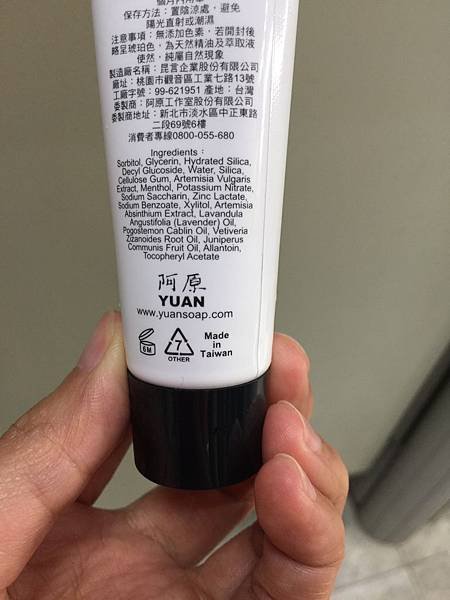 個月內用畢
保存方法：置陰涼處，避免
陽光直射或潮濕
注意事項：無添加色素，若開封後
略呈琥珀色，為天然精油及萃取液
使然，純屬自然現象
製造廠名稱：昆言企業股份有限公司
廠址：桃園市觀音區工業七路13號
工廠字號：99-621951 產地：台灣
委製商：阿原工作室股份有限公司
委製商地址：新北市淡水區中正東路
二段69號6樓
消費者專線0800-055-680
Ingredients：
Sorbitol, Glycerin, Hydrated Silica,
Decyl Glucoside, Water, Silica,
Cellulose Gum, Artemisia Vulgaris
Extract, Menthol, Potassium Nitrate,
Sodium Saccharin, Zinc Lactate,
Sodium Benzoate, Xylitol, Artemisia
Absinthium Extract, Lavandula
Angustifolia (Lavender) Oil,
Pogostemon Cablin Oil, Vetiveria
Zizanoides Root Oil, Juniperus
Communis Fruit Oil, Allantoin,
Tocopheryl Acetate
阿原
YUAN
www.yuansoap.com
6M
7
OTHER
Made
in
Taiwan